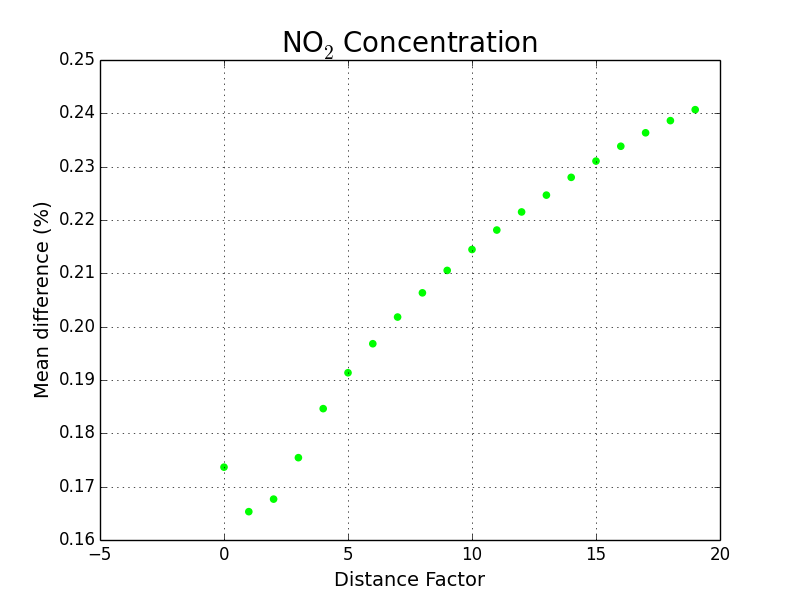 NO₂ Concentration
0.25
0.24
0.23
0.22
0.21
0.20
0.19
0.18
0.17
0.16
Mean difference (%)
−5 0 5 10 15 20
Distance Factor